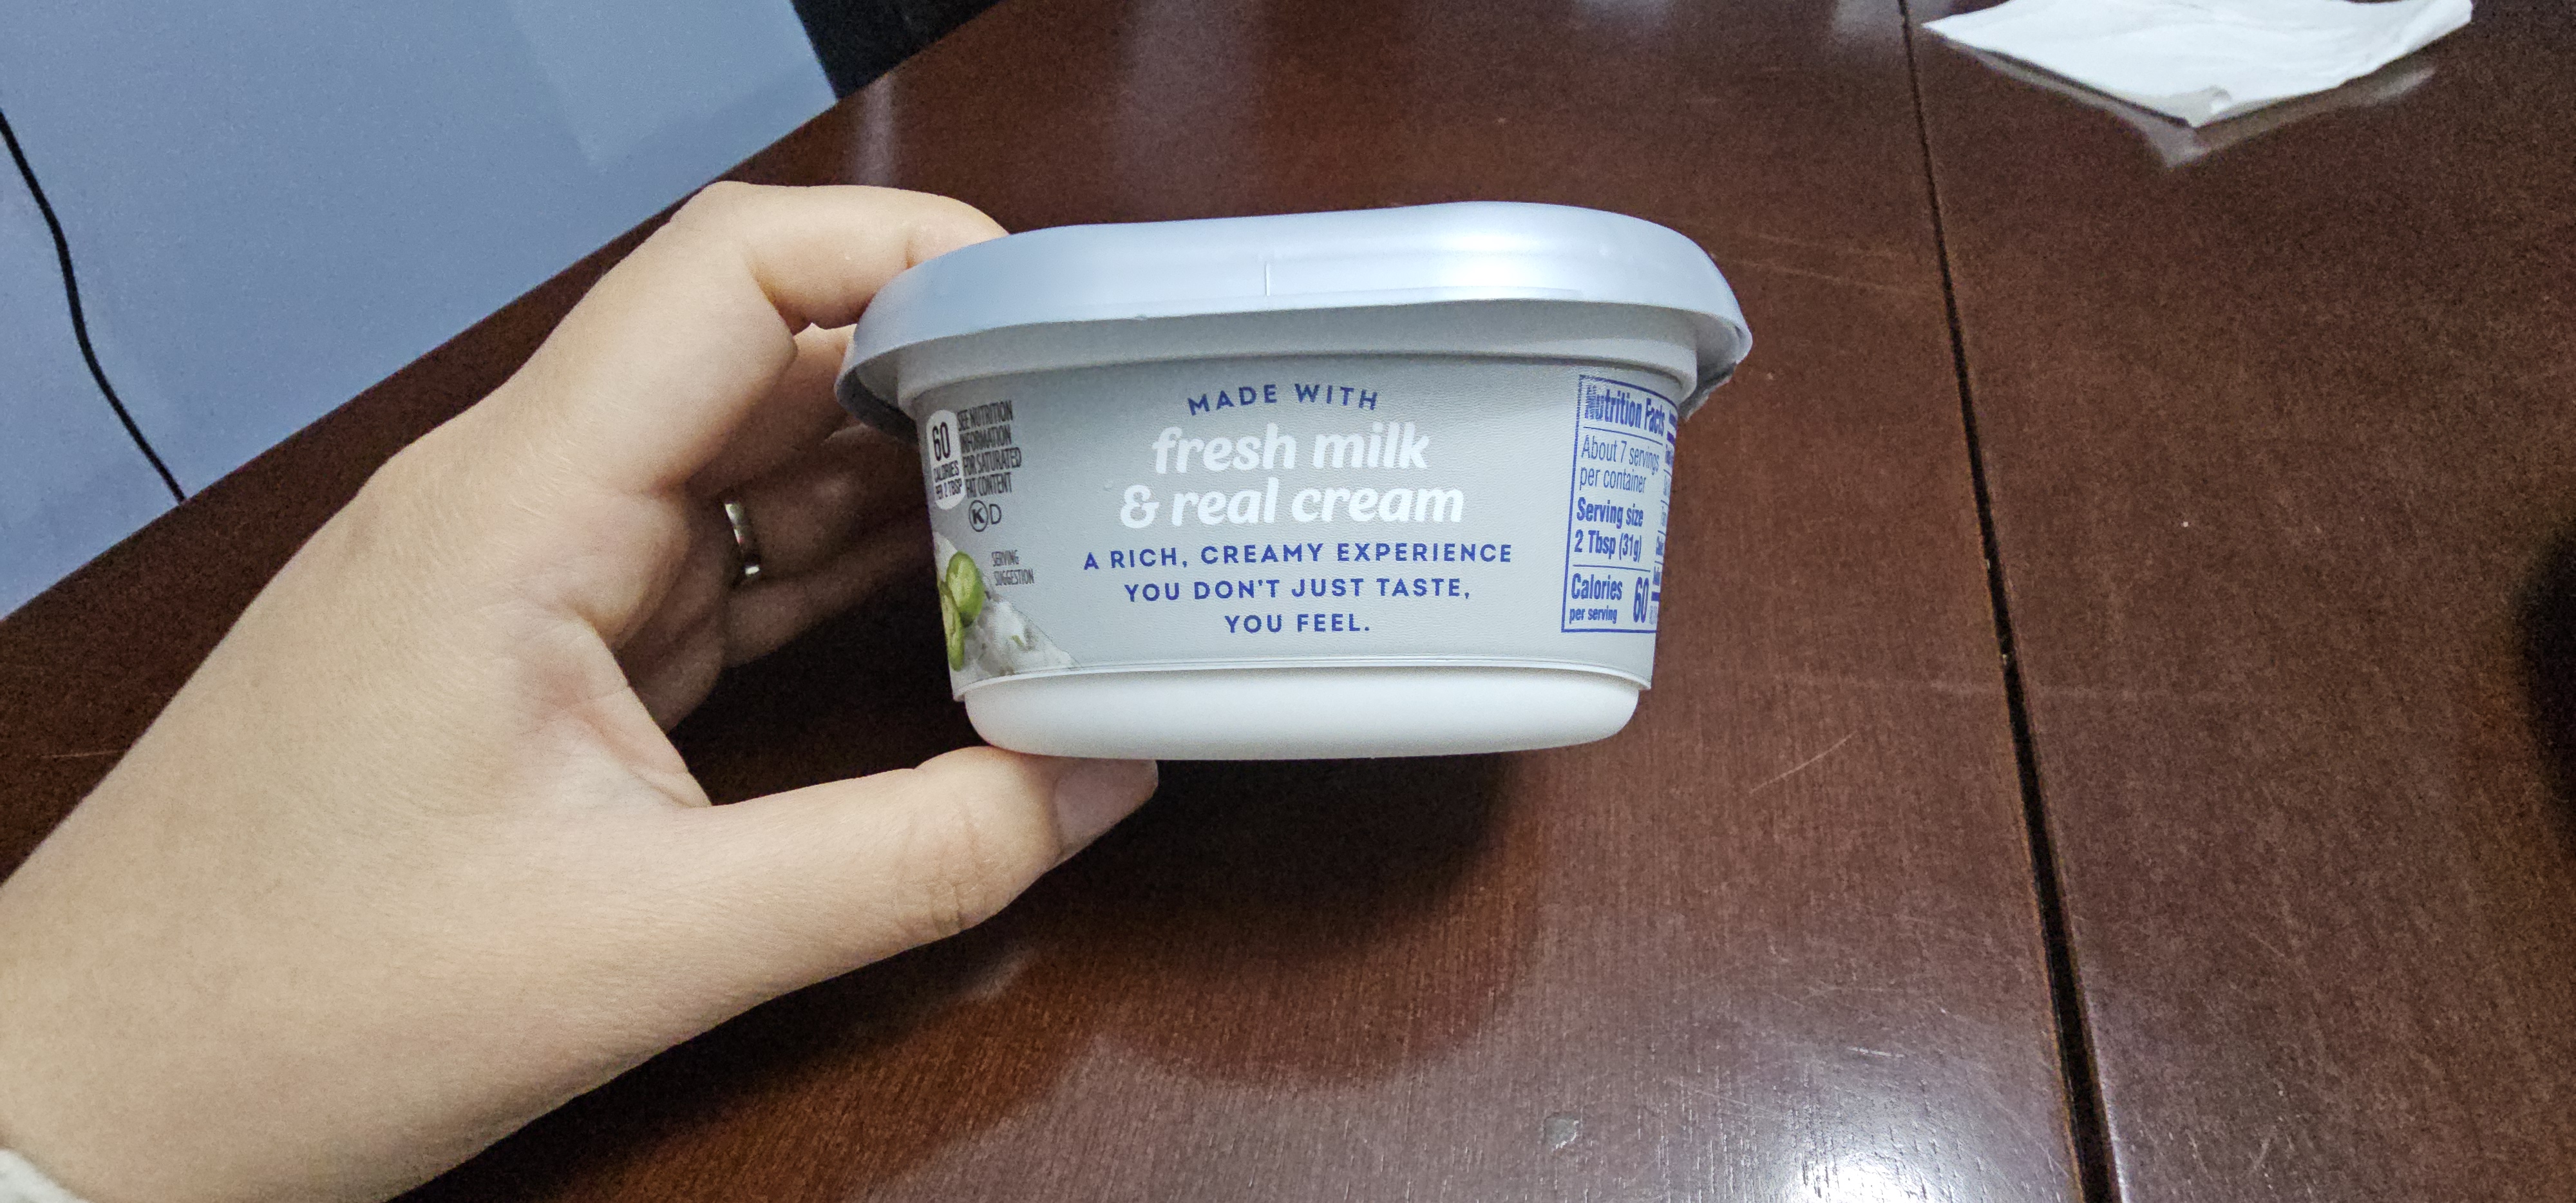 60
CALORIES
PER 2 TBSP
SEE NUTRITION
INFORMATION
FOR SATURATED
FAT CONTENT
K D
SERVING
SUGGESTION
MADE WITH
fresh milk
& real cream
A RICH, CREAMY EXPERIENCE
YOU DON'T JUST TASTE,
YOU FEEL.
Nutrition Facts
About 7 servings
per container
Serving size
2 Tbsp (31g)
Calories 60
per serving